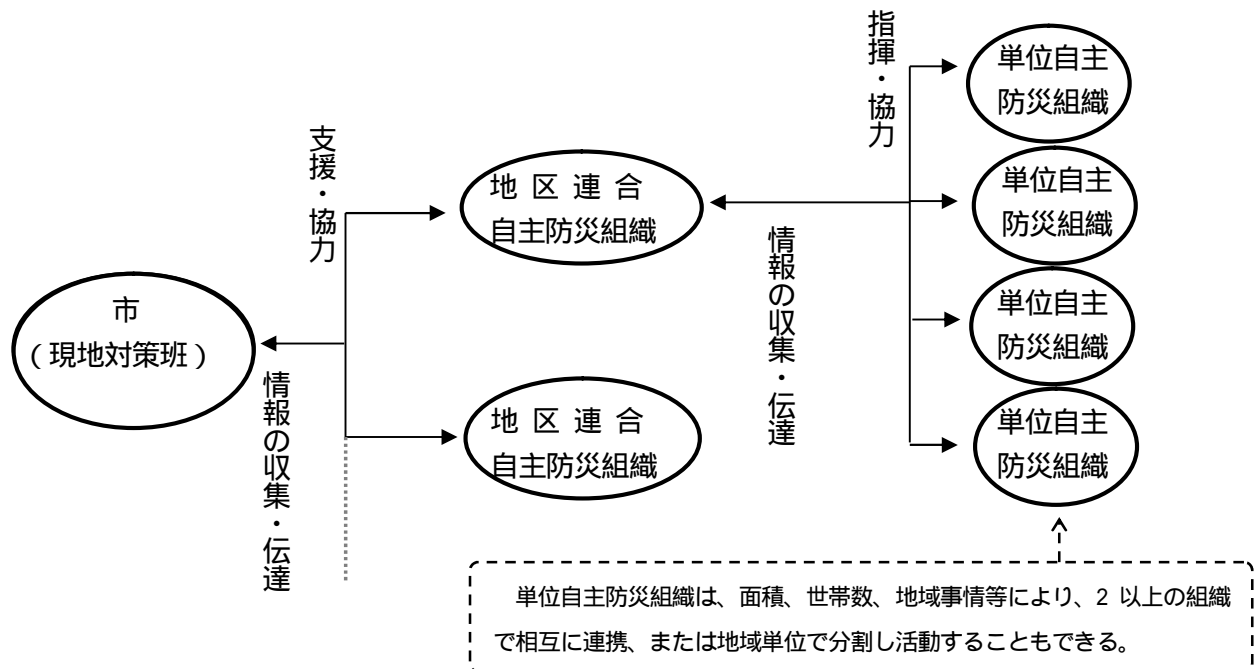 市
（現地対策班）
支援・協力
情報の収集・伝達
地区連合
自主防災組織
地区連合
自主防災組織
指揮・協力
情報の収集・伝達
単位自主
防災組織
単位自主
防災組織
単位自主
防災組織
単位自主
防災組織
単位自主防災組織は、面積、世帯数、地域事情等により、2 以上の組織
で相互に連携、または地域単位で分割し活動することもできる。